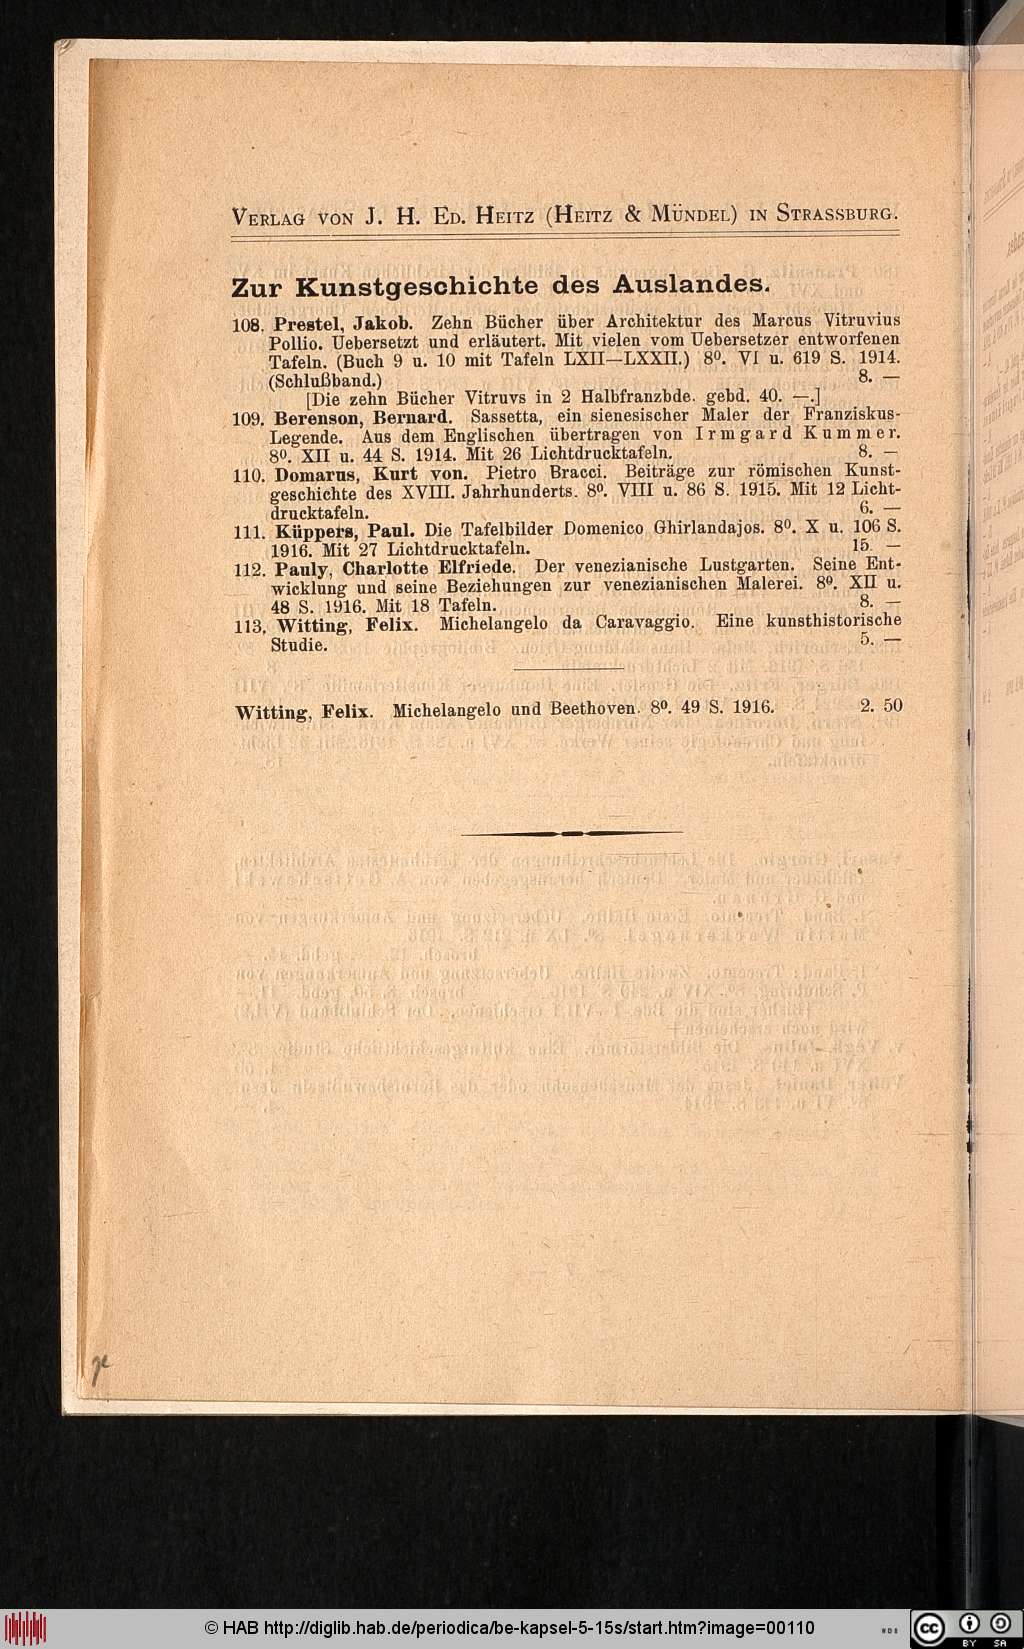 VERLAG VON J. H. ED. HEITZ (HEITZ & MÜNDEL) IN STRASSBURG.
Zur Kunstgeschichte des Auslandes.
108. Prestel, Jakob. Zehn Bücher über Architektur des Marcus Vitruvius
Pollio. Uebersetzt und erläutert. Mit vielen vom Uebersetzer entworfenen
Tafeln. (Buch 9 u. 10 mit Tafeln LXII—LXXII.) 8⁰. VI u. 619 S. 1914.
(Schlußband.) 8. —
[Die zehn Bücher Vitruvs in 2 Halbfranzbde. gebd. 40. —.]
109. Berenson, Bernard. Sassetta, ein sienesischer Maler der Franziskus-
Legende. Aus dem Englischen übertragen von Irmgard Kummer.
8⁰. XII u. 44 S. 1914. Mit 26 Lichtdrucktafeln. 8. —
110. Domarus, Kurt von. Pietro Bracci. Beiträge zur römischen Kunst-
geschichte des XVIII. Jahrhunderts. 8⁰. VIII u. 86 S. 1915. Mit 12 Licht-
drucktafeln. 6. —
111. Küppers, Paul. Die Tafelbilder Domenico Ghirlandajos. 8⁰. X u. 106 S.
1916. Mit 27 Lichtdrucktafeln. 15. —
112. Pauly, Charlotte Elfriede. Der venezianische Lustgarten. Seine Ent-
wicklung und seine Beziehungen zur venezianischen Malerei. 8⁰. XII u.
48 S. 1916. Mit 18 Tafeln. 8. —
113. Witting, Felix. Michelangelo da Caravaggio. Eine kunsthistorische
Studie. 5. —
Witting, Felix. Michelangelo und Beethoven. 8⁰. 49 S. 1916. 2. 50
© HAB http://diglib.hab.de/periodica/be-kapsel-5-15s/start.htm?image=00110
cc BY SA